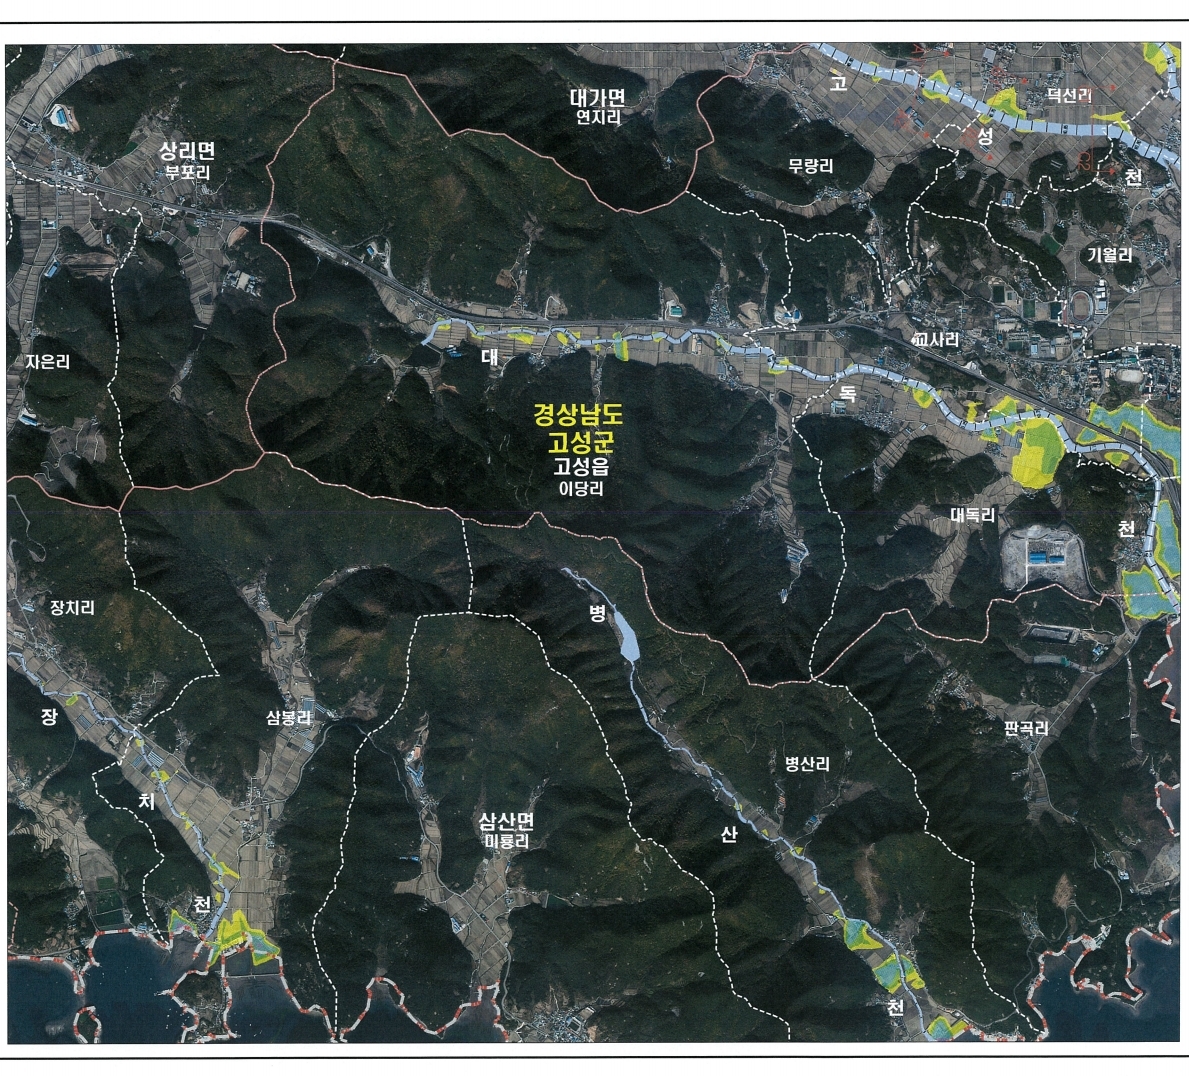 고
대가면
연지리
덕선리
성
상리면
부포리
무량리
천
기월리
교사리
대
자은리
독
경상남도
고성군
고성읍
이당리
대독리
천
장치리
병
장
삼봉리
판곡리
병산리
치
삼산면
미룡리
산
천
천